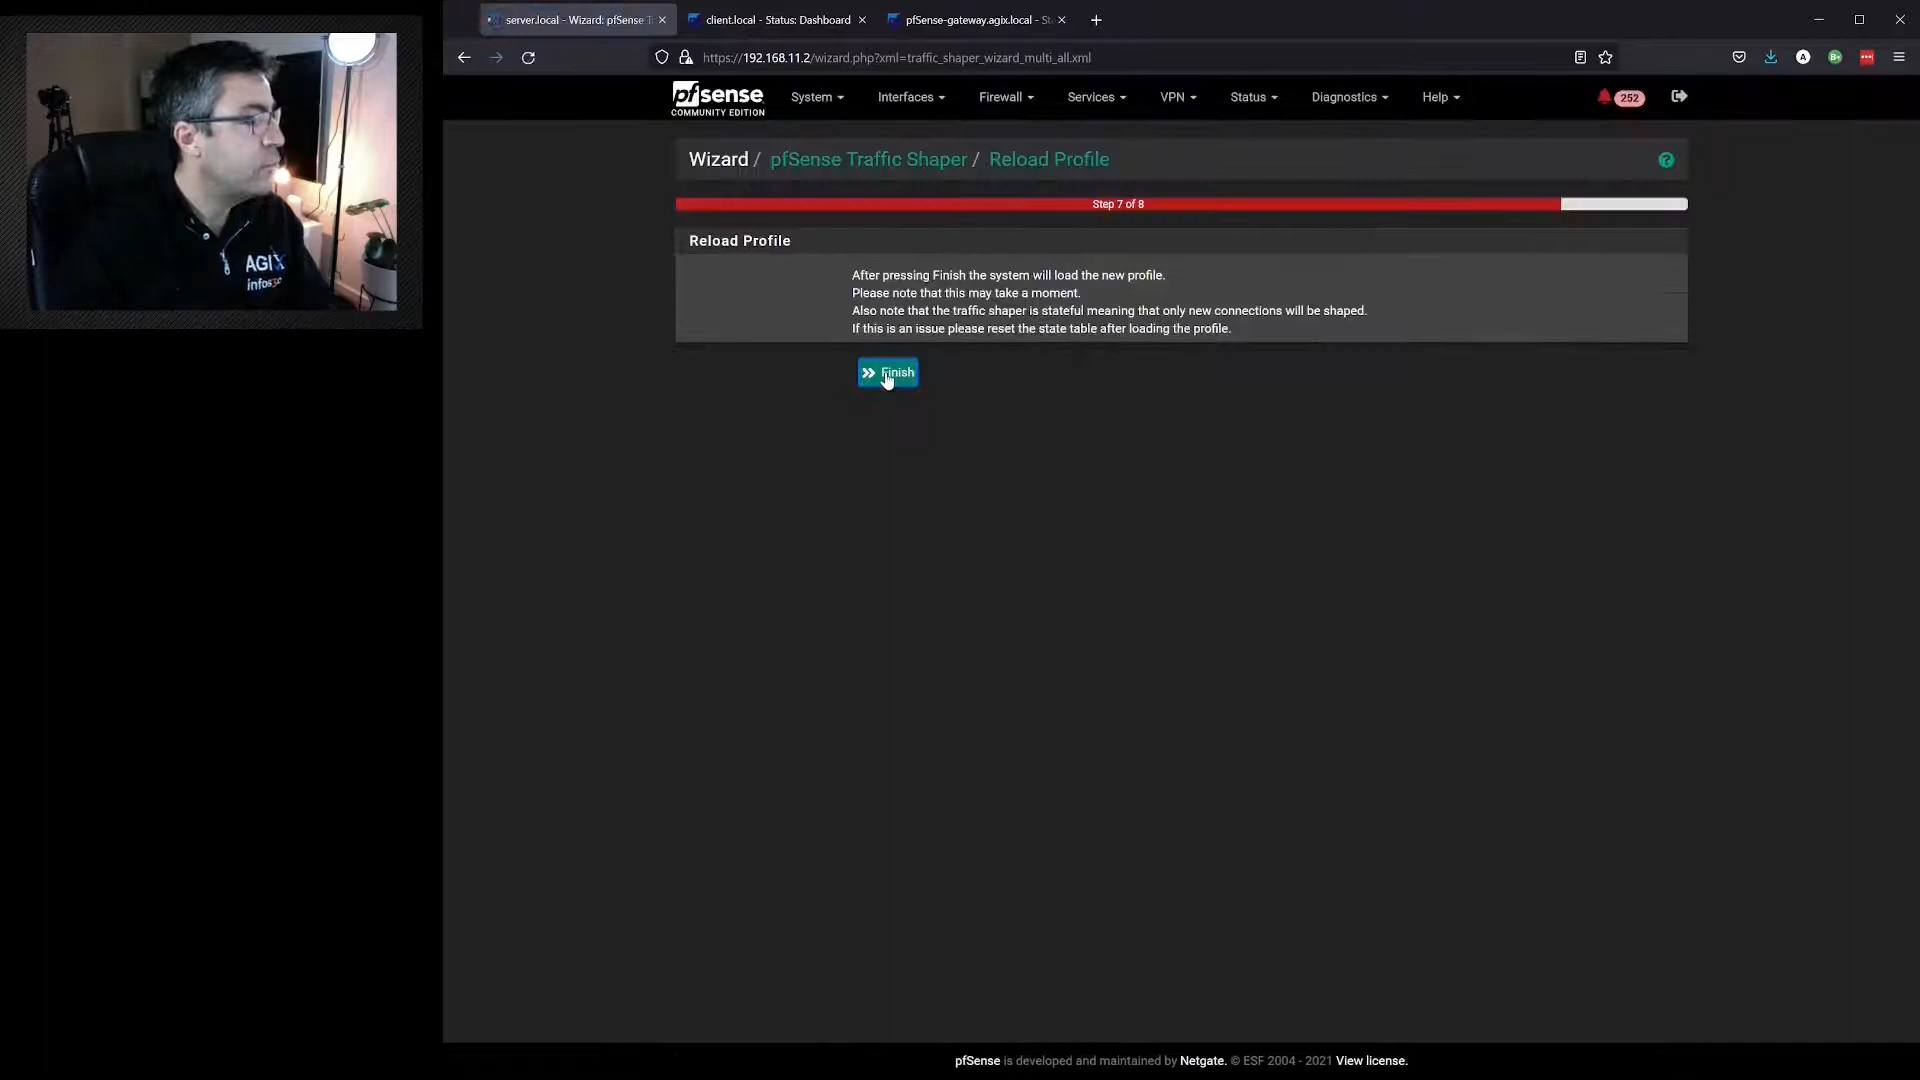 server.local - Wizard: pfSense T
client.local - Status: Dashboard
pfSense-gateway.agix.local - St
https://192.168.11.2/wizard.php?xml=traffic_shaper_wizard_multi_all.xml
pfsense
COMMUNITY EDITION
System
Interfaces
Firewall
Services
VPN
Status
Diagnostics
Help
252
Wizard / pfSense Traffic Shaper / Reload Profile
Step 7 of 8
Reload Profile
After pressing Finish the system will load the new profile.
Please note that this may take a moment.
Also note that the traffic shaper is stateful meaning that only new connections will be shaped.
If this is an issue please reset the state table after loading the profile.
Finish
AGIX
infos3c
pfSense is developed and maintained by Netgate. © ESF 2004 - 2021 View license.